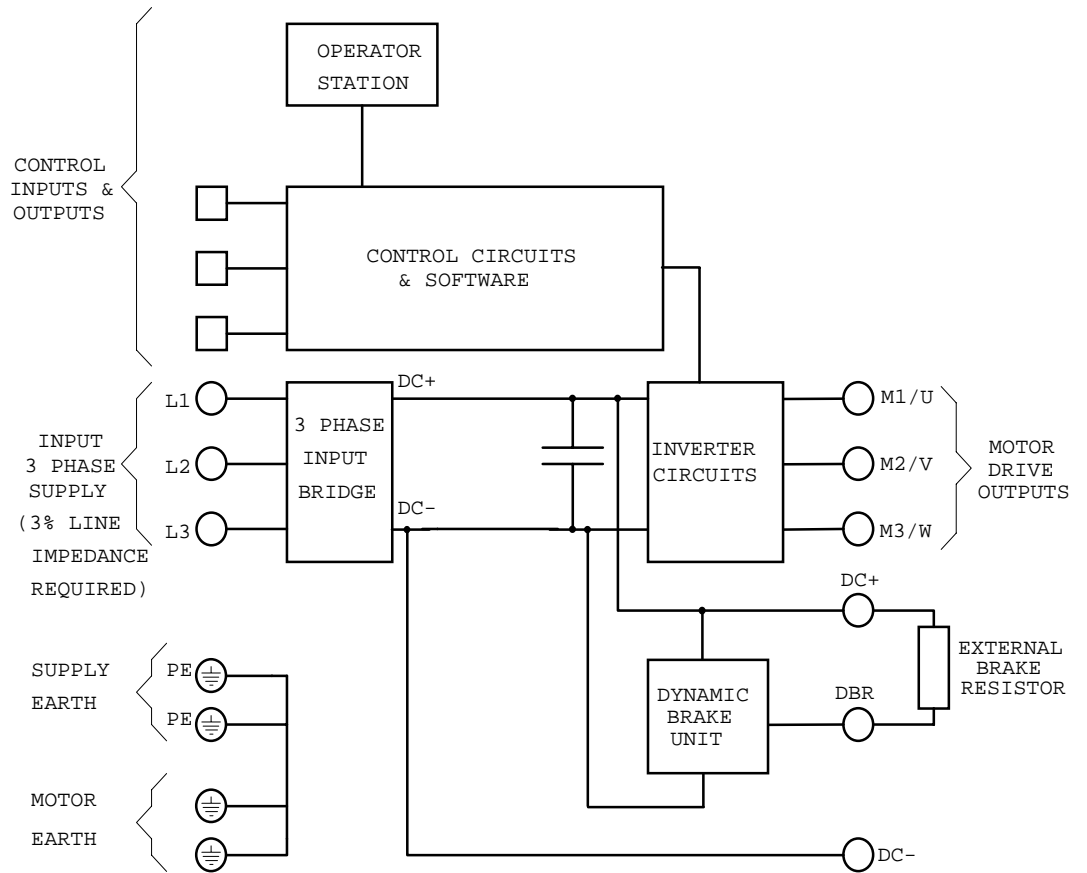 OPERATOR
STATION
CONTROL
INPUTS &
OUTPUTS
CONTROL CIRCUITS
& SOFTWARE
L1
L2
L3
INPUT
3 PHASE
SUPPLY
(3% LINE
IMPEDANCE
REQUIRED)
3 PHASE
INPUT
BRIDGE
DC+
DC-
INVERTER
CIRCUITS
M1/U
M2/V
M3/W
MOTOR
DRIVE
OUTPUTS
DC+
DBR
EXTERNAL
BRAKE
RESISTOR
DYNAMIC
BRAKE
UNIT
SUPPLY
EARTH
PE
PE
MOTOR
EARTH
DC-